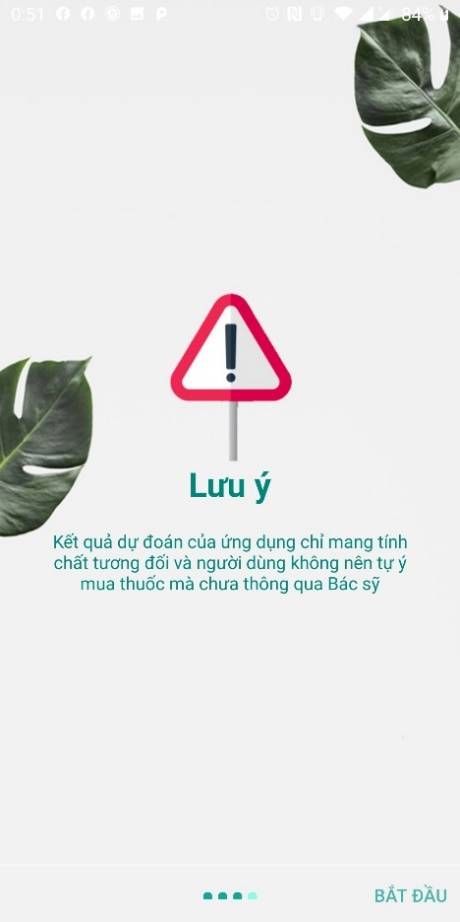 0:51
84%
Lưu ý
Kết quả dự đoán của ứng dụng chỉ mang tính
chất tương đối và người dùng không nên tự ý
mua thuốc mà chưa thông qua Bác sỹ
BẮT ĐẦU